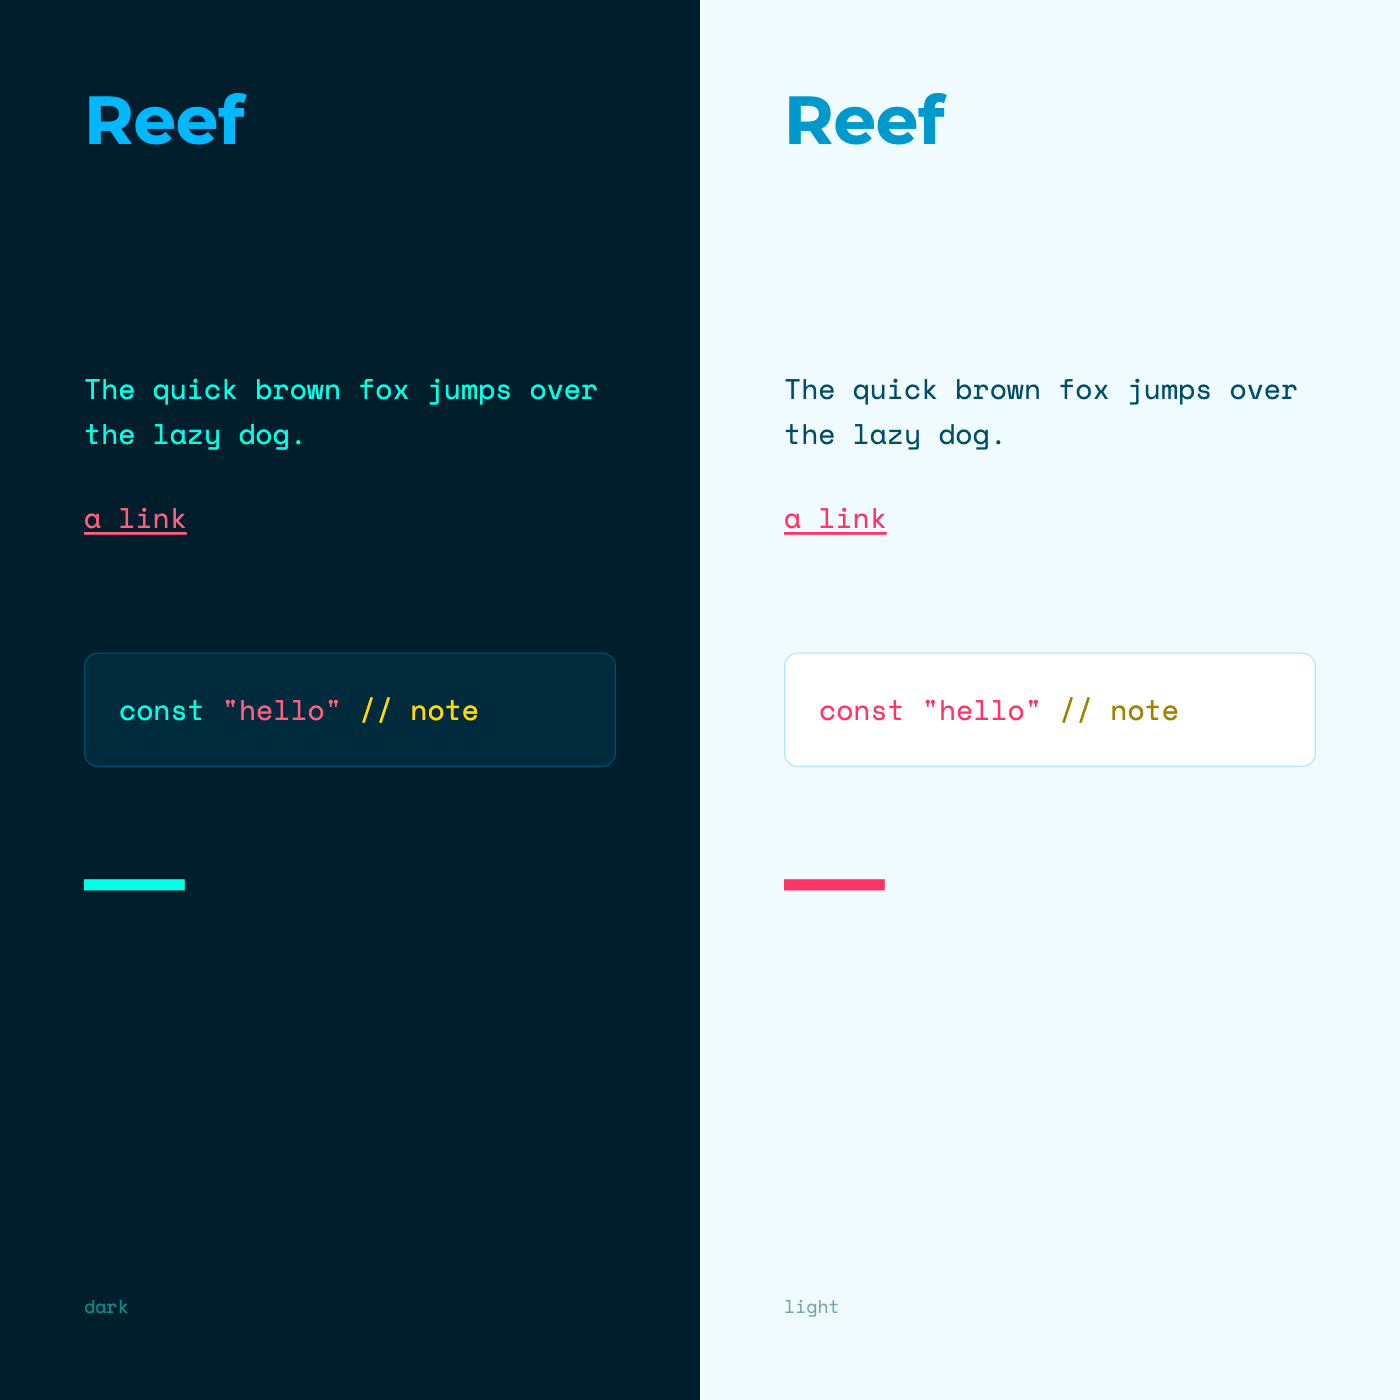 Reef
The quick brown fox jumps over
the lazy dog.
a link
const "hello" // note
dark
Reef
The quick brown fox jumps over
the lazy dog.
a link
const "hello" // note
light